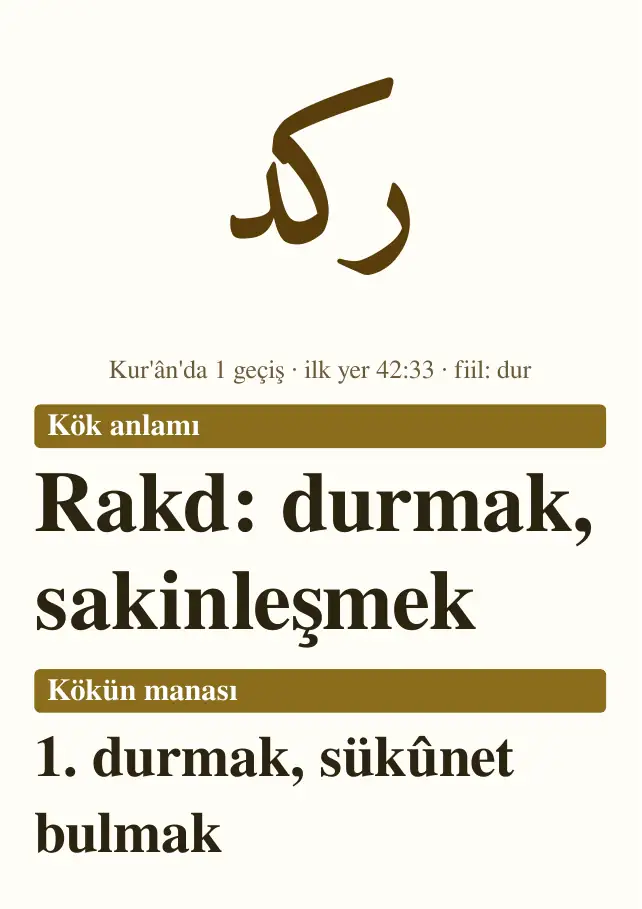 ركد
Kur'ân'da 1 geçiş · ilk yer 42:33 · fiil: dur
Kök anlamı
Rakd: durmak,
sakinleşmek
Kökün manası
1. durmak, sükûnet
bulmak